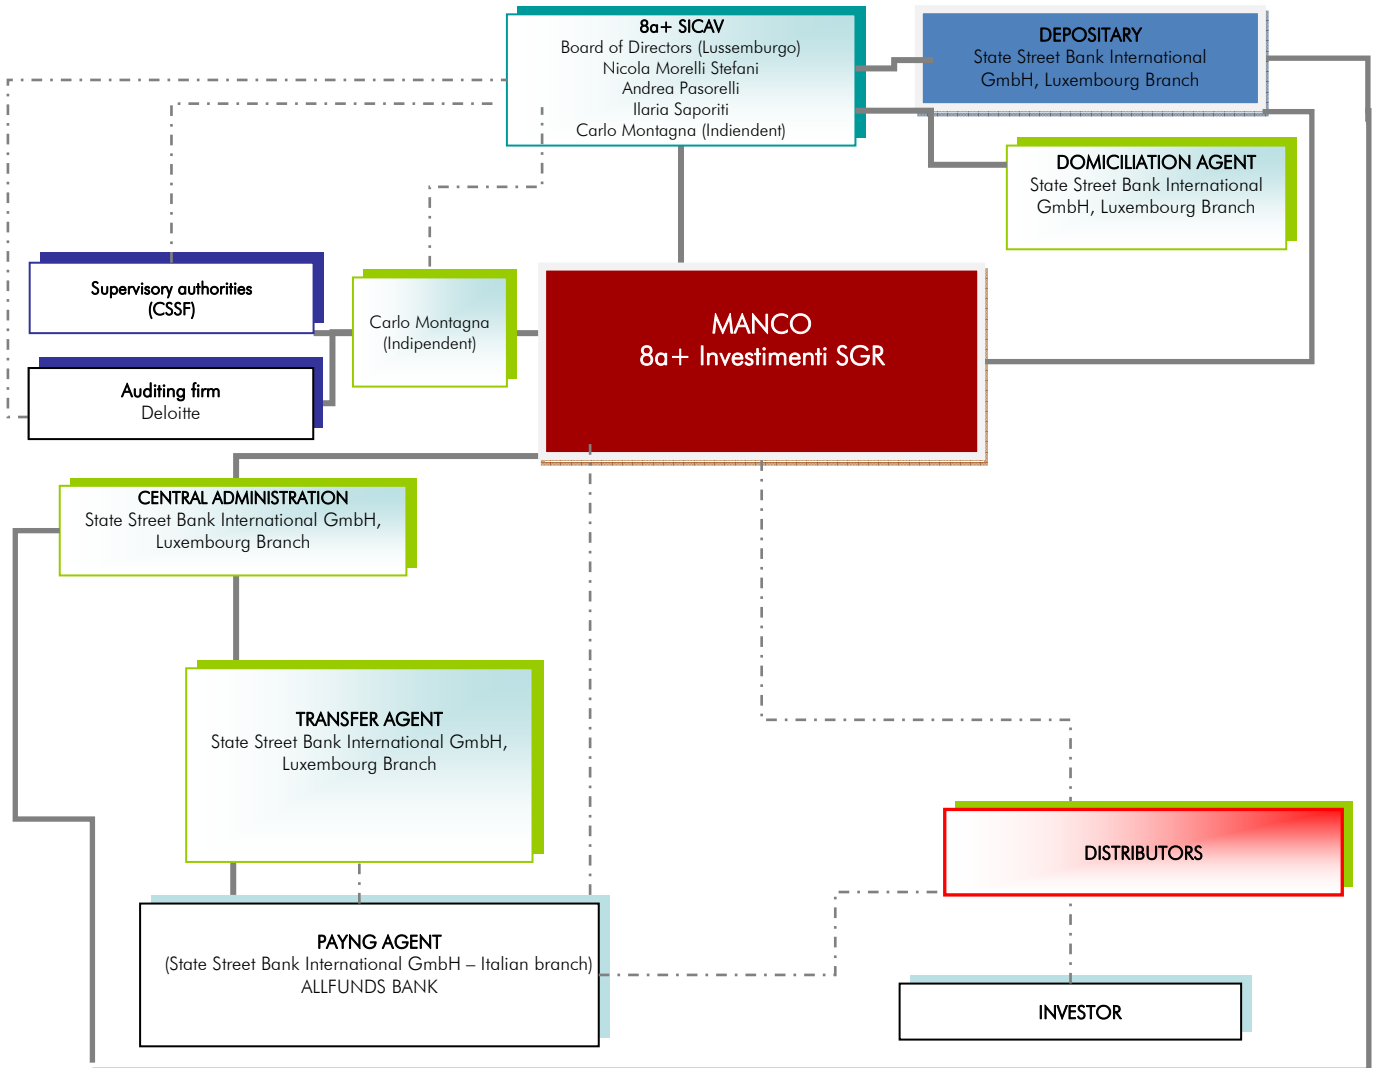 8a+ SICAV
Board of Directors (Lussemburgo)
Nicola Morelli Stefani
Andrea Pasorelli
Ilaria Saporiti
Carlo Montagna (Indiendent)
DEPOSITARY
State Street Bank International
GmbH, Luxembourg Branch
DOMICILIATION AGENT
State Street Bank International
GmbH, Luxembourg Branch
Supervisory authorities
(CSSF)
Carlo Montagna
(Indipendent)
MANCO
8a+ Investimenti SGR
Auditing firm
Deloitte
CENTRAL ADMINISTRATION
State Street Bank International GmbH,
Luxembourg Branch
TRANSFER AGENT
State Street Bank International GmbH,
Luxembourg Branch
DISTRIBUTORS
PAYNG AGENT
(State Street Bank International GmbH – Italian branch)
ALLFUNDS BANK
INVESTOR